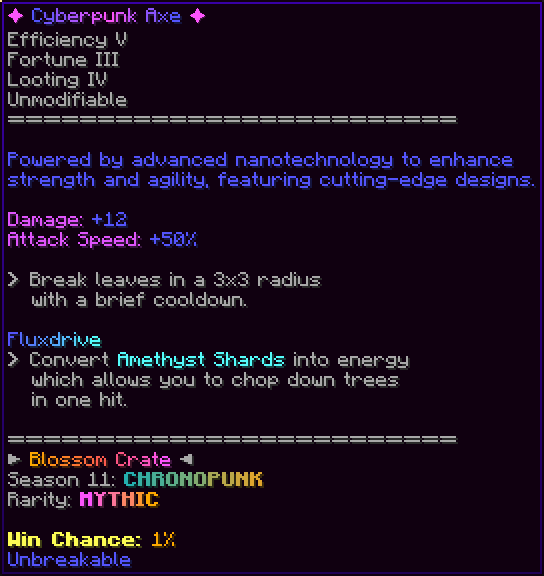 ✦ Cyberpunk Axe ✦
Efficiency V
Fortune III
Looting IV
Unmodifiable
============================
Powered by advanced nanotechnology to enhance
strength and agility, featuring cutting-edge designs.
Damage: +12
Attack Speed: +50%
> Break leaves in a 3x3 radius
with a brief cooldown.
Fluxdrive
> Convert Amethyst Shards into energy
which allows you to chop down trees
in one hit.
============================
► Blossom Crate ◄
Season 11: CHRONOPUNK
Rarity: MYTHIC
Win Chance: 1%
Unbreakable